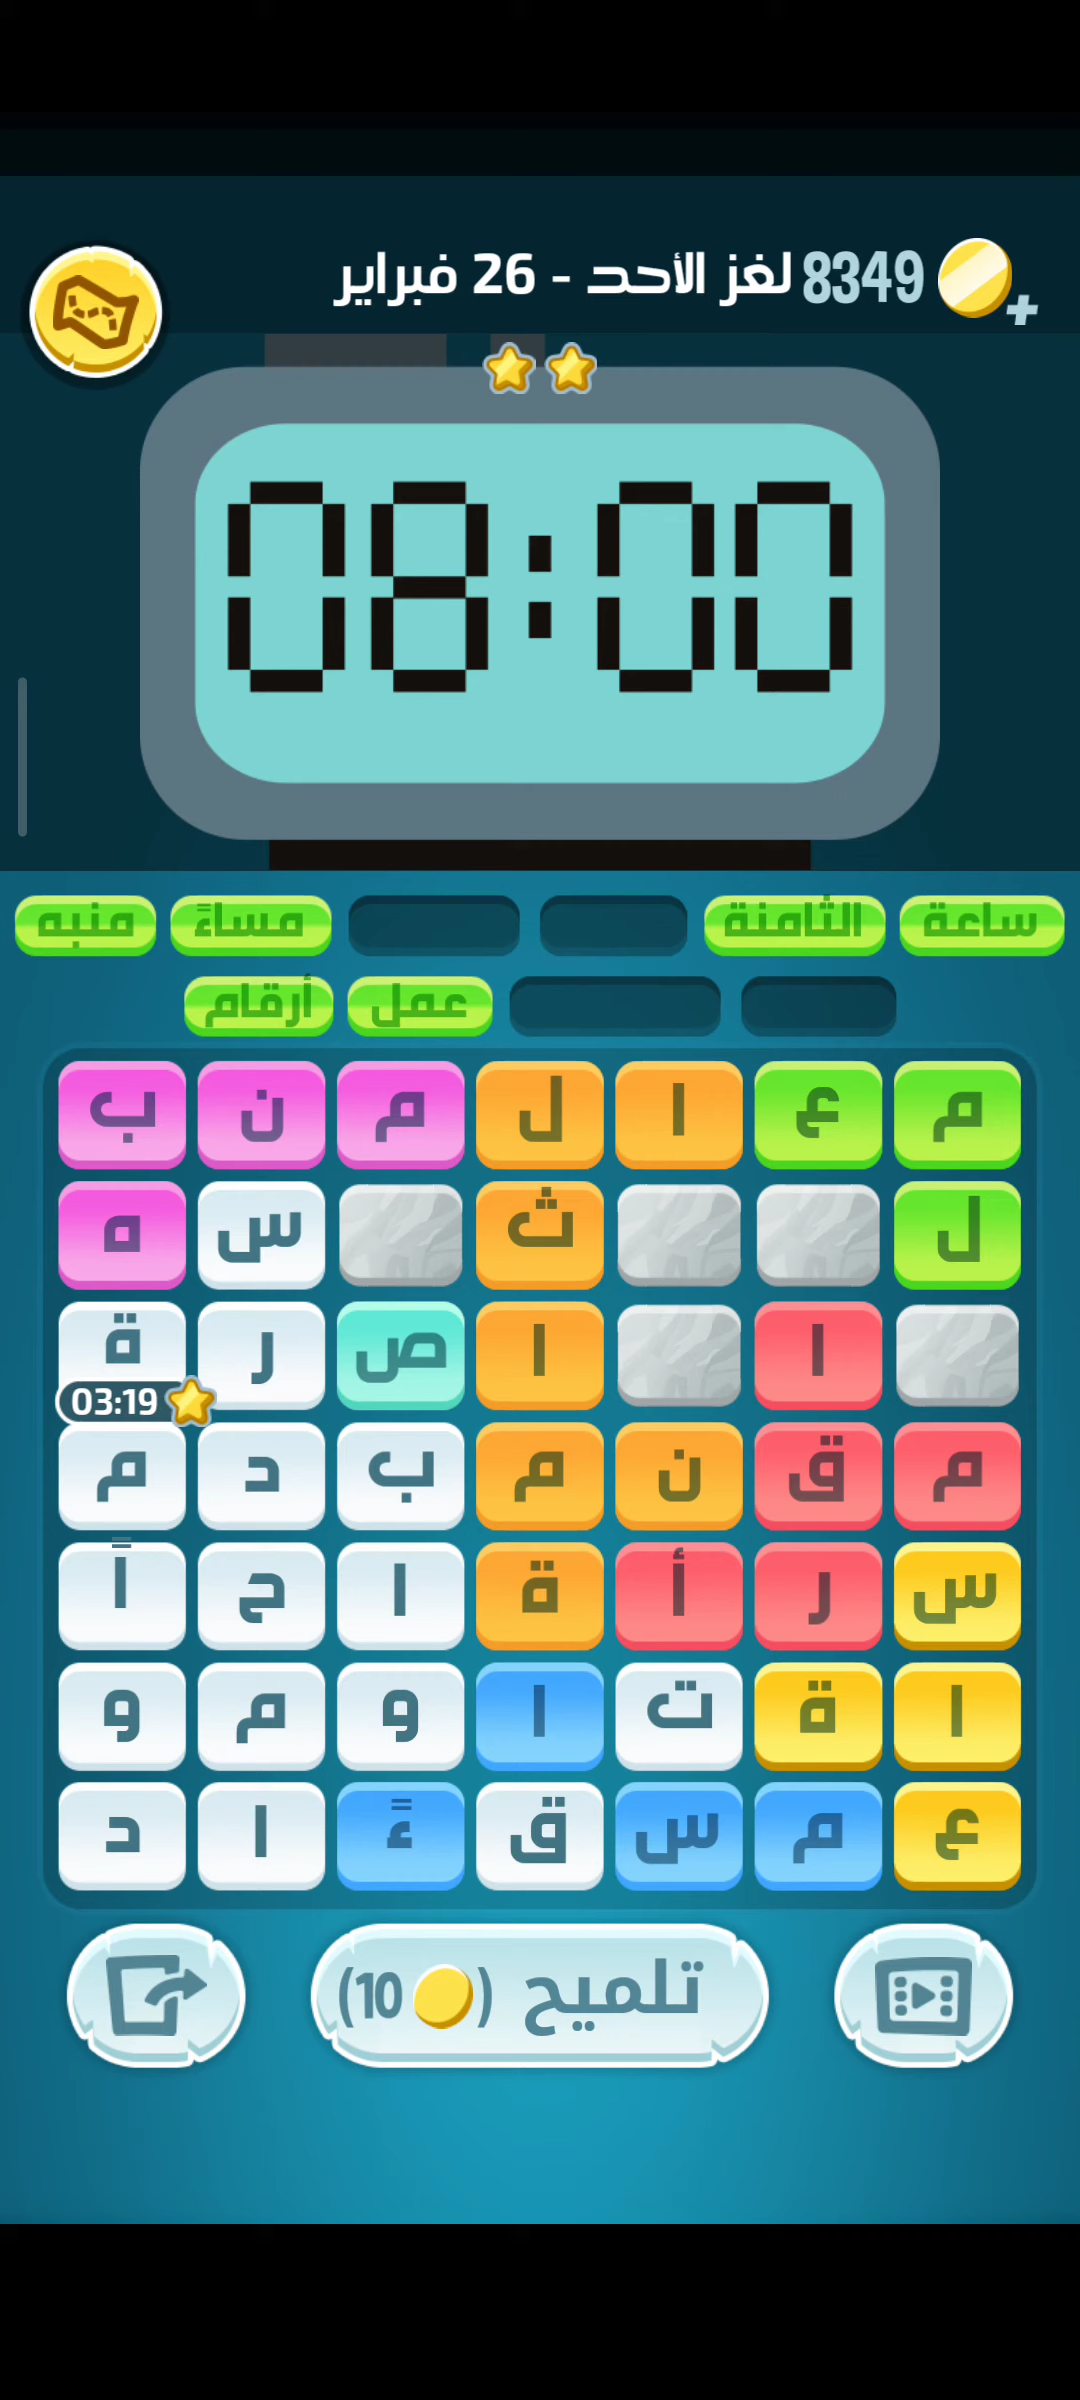 8349 لغز الأحد - 26 فبراير
08:00
ساعة الثامنة مساءً منبه
عمل أرقام
م ع ا ل م ن ب
ل ث س ه
ا ا ص ر ة
03:19
م ق ن م ب د م
س ر أ ة ا ح اً
ا ة ت ا و م و
ع م س ق ءً ا د
تلميح (10)